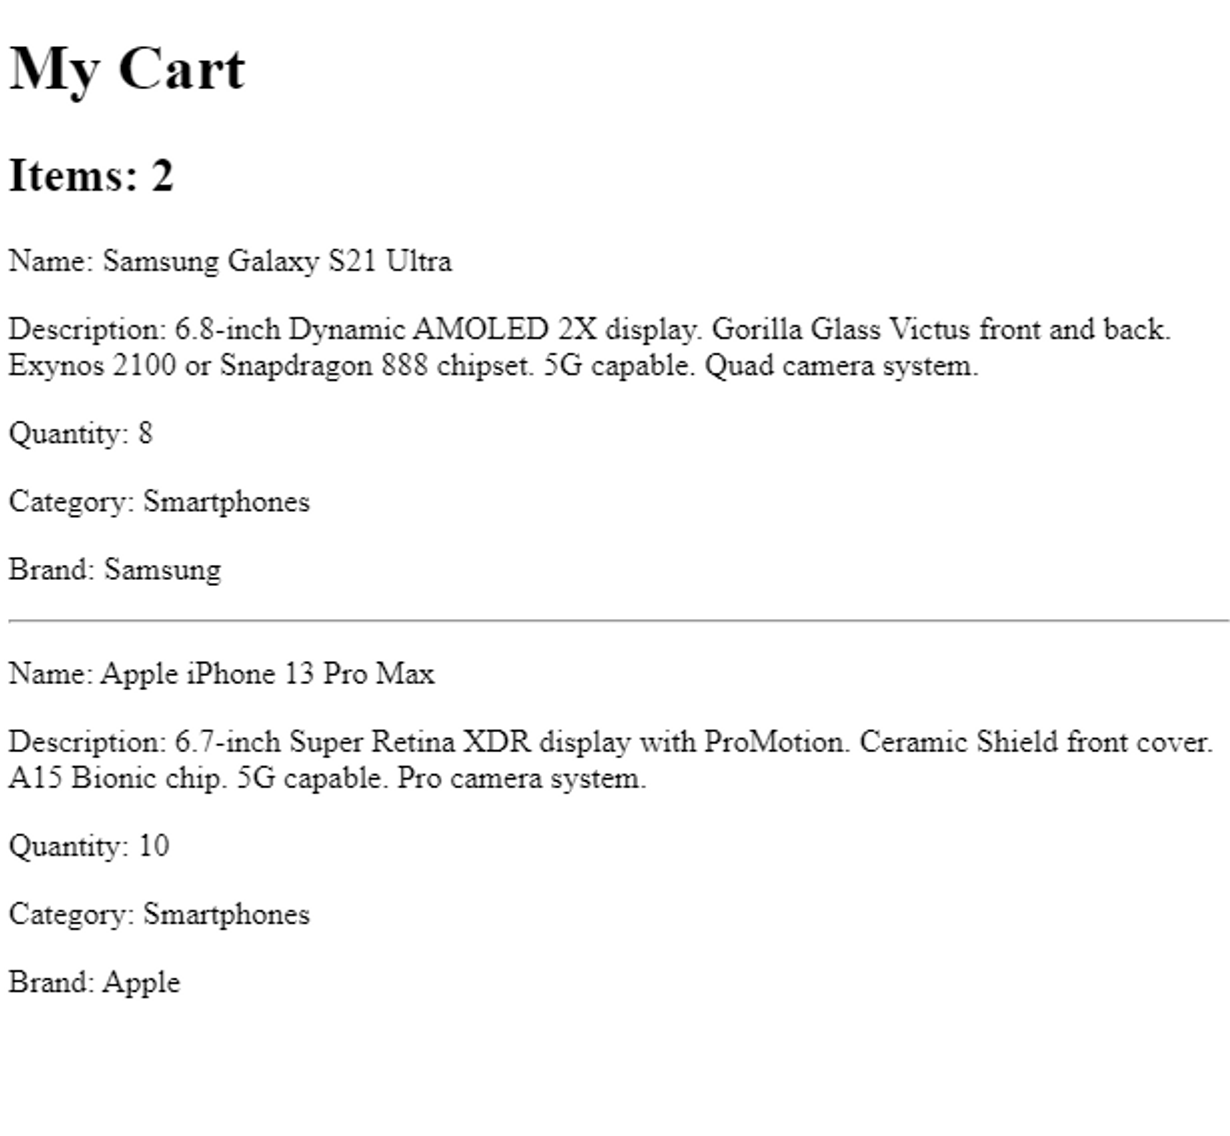 My Cart
Items: 2
Name: Samsung Galaxy S21 Ultra
Description: 6.8-inch Dynamic AMOLED 2X display. Gorilla Glass Victus front and back.
Exynos 2100 or Snapdragon 888 chipset. 5G capable. Quad camera system.
Quantity: 8
Category: Smartphones
Brand: Samsung
Name: Apple iPhone 13 Pro Max
Description: 6.7-inch Super Retina XDR display with ProMotion. Ceramic Shield front cover.
A15 Bionic chip. 5G capable. Pro camera system.
Quantity: 10
Category: Smartphones
Brand: Apple